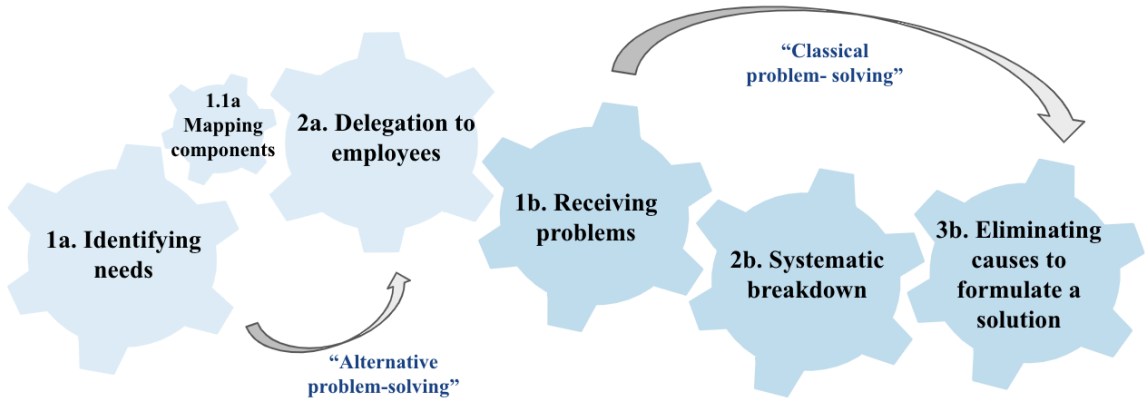 1a. Identifying
needs
1.1a
Mapping
components
2a. Delegation to
employees
“Alternative
problem-solving”
1b. Receiving
problems
2b. Systematic
breakdown
3b. Eliminating
causes to
formulate a
solution
“Classical
problem- solving”